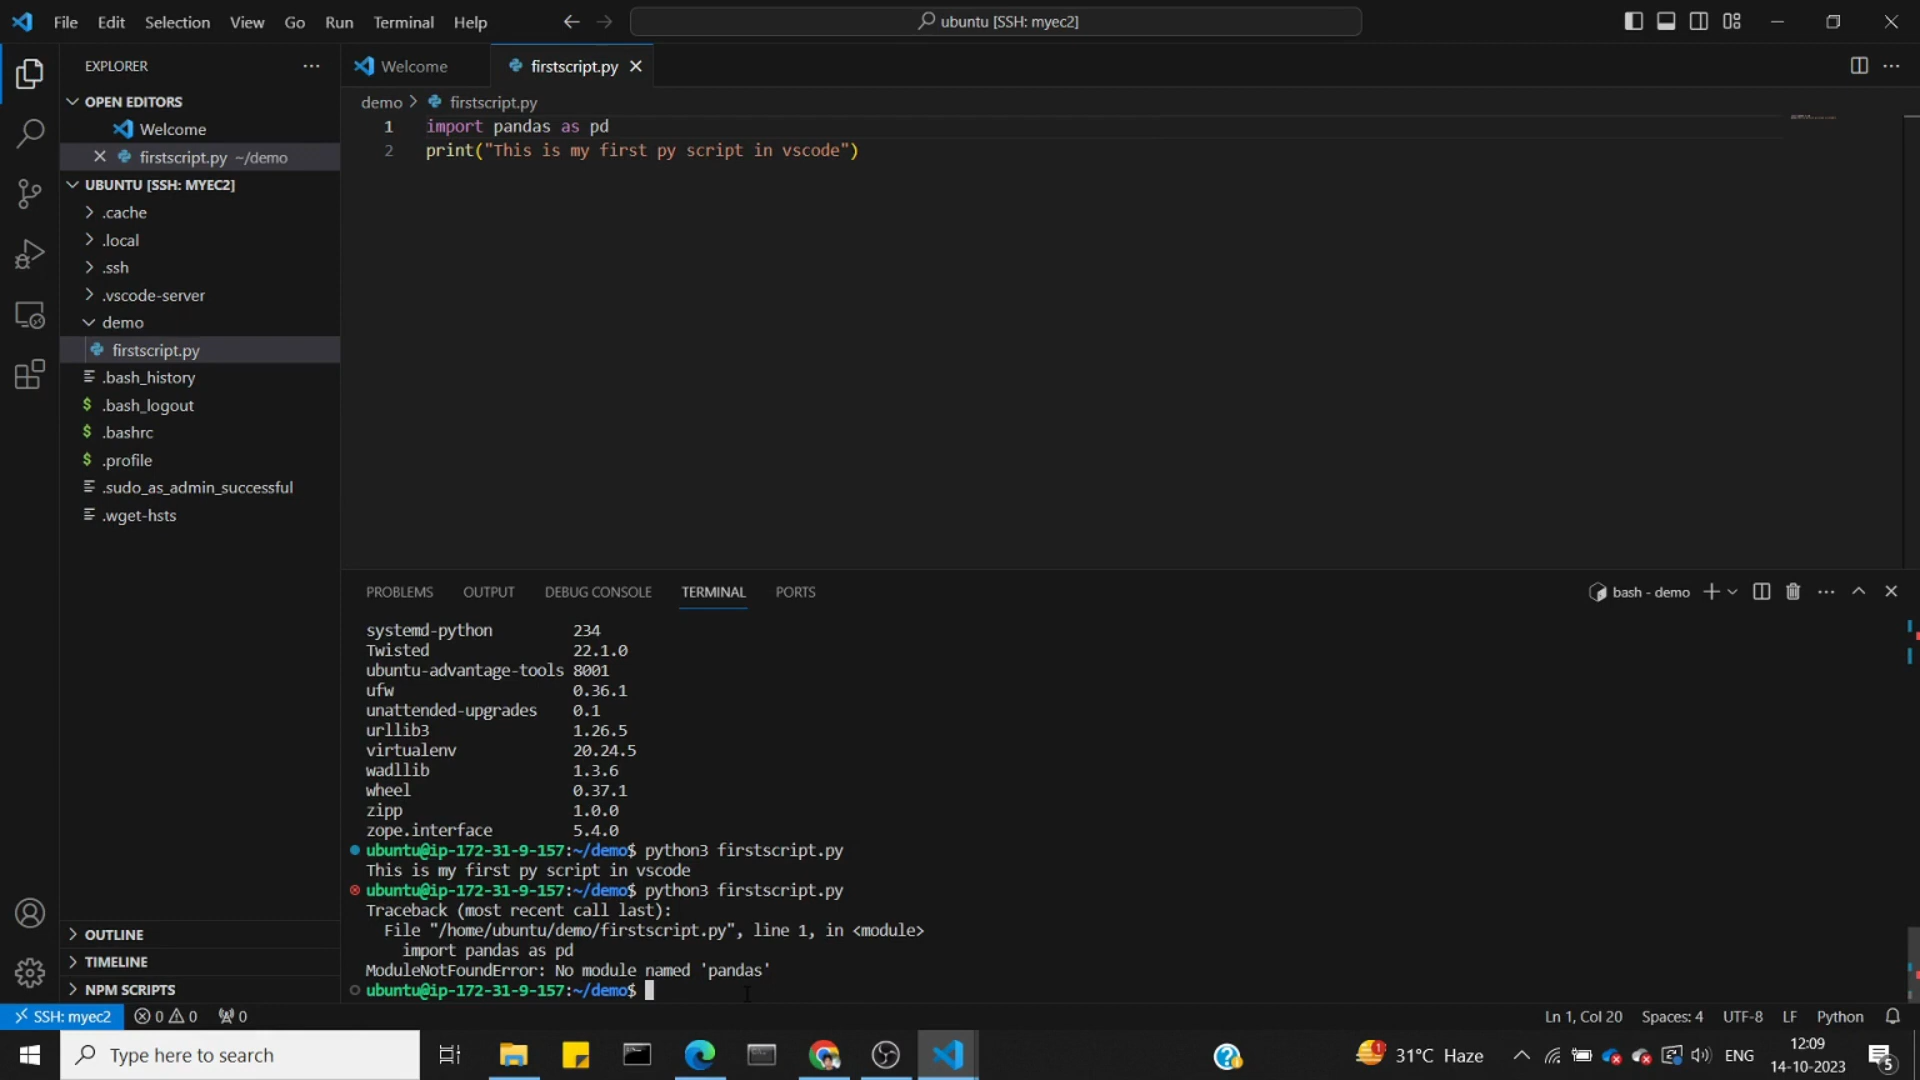 File Edit Selection View Go Run Terminal Help
ubuntu [SSH: myec2]
EXPLORER
Welcome
firstscript.py
OPEN EDITORS
Welcome
firstscript.py ~/demo
UBUNTU [SSH: MYEC2]
.cache
.local
.ssh
.vscode-server
demo
firstscript.py
.bash_history
.bash_logout
.bashrc
.profile
.sudo_as_admin_successful
.wget-hsts
OUTLINE
TIMELINE
NPM SCRIPTS
demo > firstscript.py
1 import pandas as pd
2 print("This is my first py script in vscode")
PROBLEMS OUTPUT DEBUG CONSOLE TERMINAL PORTS
bash - demo
systemd-python 234
Twisted 22.1.0
ubuntu-advantage-tools 8001
ufw 0.36.1
unattended-upgrades 0.1
urllib3 1.26.5
virtualenv 20.24.5
wadllib 1.3.6
wheel 0.37.1
zipp 1.0.0
zope.interface 5.4.0
ubuntu@ip-172-31-9-157:~/demo$ python3 firstscript.py
This is my first py script in vscode
ubuntu@ip-172-31-9-157:~/demo$ python3 firstscript.py
Traceback (most recent call last):
File "/home/ubuntu/demo/firstscript.py", line 1, in <module>
import pandas as pd
ModuleNotFoundError: No module named 'pandas'
ubuntu@ip-172-31-9-157:~/demo$
SSH: myec2 0 0 0
Ln 1, Col 20 Spaces: 4 UTF-8 LF Python
Type here to search
1
31°C Haze
ENG
12:09
14-10-2023
5